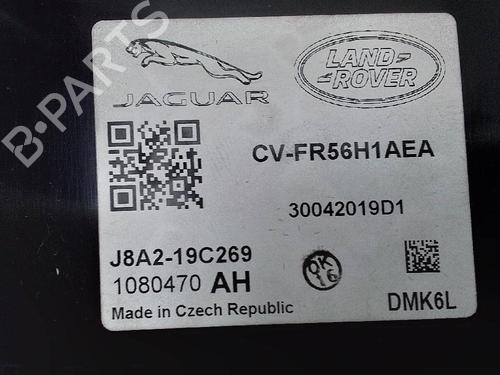 B·PARTS
JAGUAR
LAND
ROVER
CV-FR56H1AEA
30042019D1
J8A2-19C269
1080470 AH
OK
16
Made in Czech Republic
DMK6L